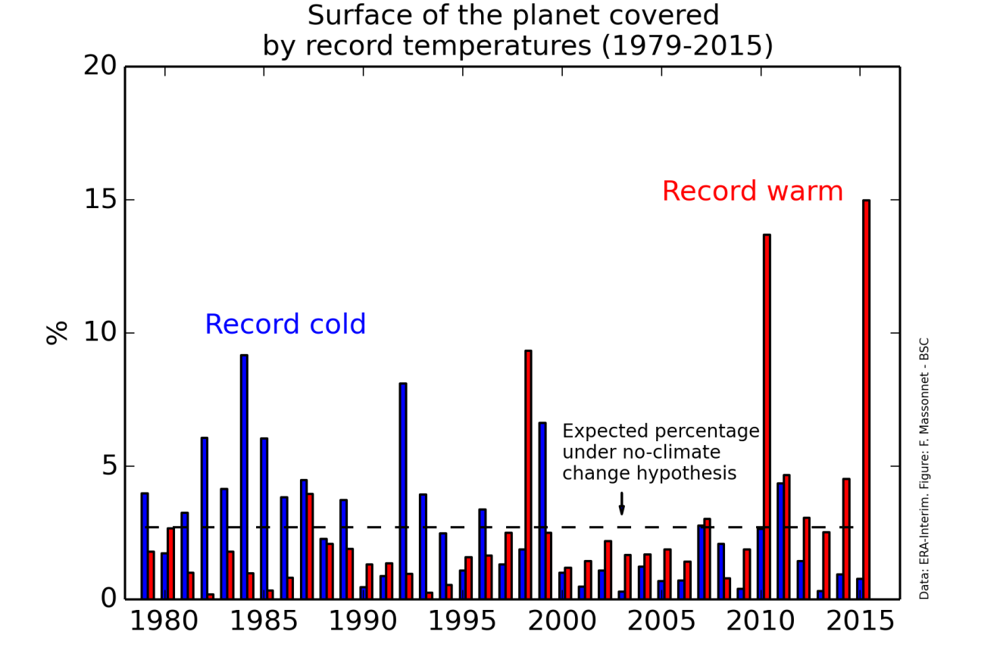 Surface of the planet covered
by record temperatures (1979-2015)
20
15
10
5
0
%
Record warm
Record cold
Expected percentage
under no-climate
change hypothesis
1980 1985 1990 1995 2000 2005 2010 2015
Data: ERA-Interim. Figure: F. Massonnet - BSC